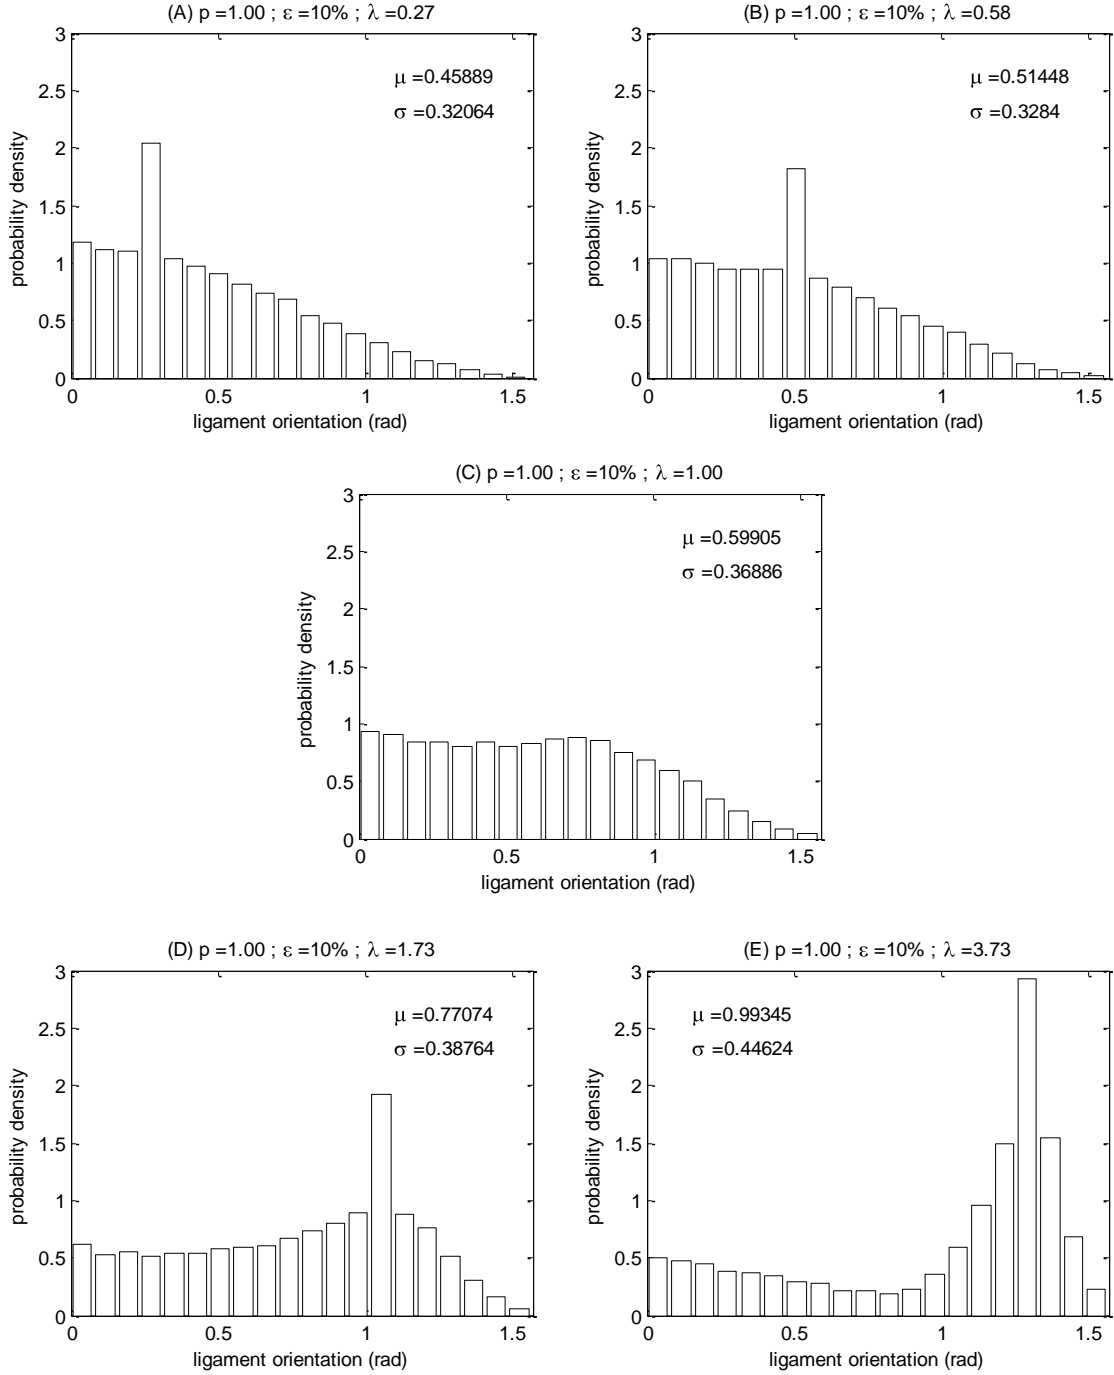 (A) p =1.00 ; ε =10% ; λ =0.27
3
2.5
2
1.5
1
0.5
0
probability density
μ =0.45889
σ =0.32064
0 0.5 1 1.5
ligament orientation (rad)
(B) p =1.00 ; ε =10% ; λ =0.58
3
2.5
2
1.5
1
0.5
0
probability density
μ =0.51448
σ =0.3284
0 0.5 1 1.5
ligament orientation (rad)
(C) p =1.00 ; ε =10% ; λ =1.00
3
2.5
2
1.5
1
0.5
0
probability density
μ =0.59905
σ =0.36886
0 0.5 1 1.5
ligament orientation (rad)
(D) p =1.00 ; ε =10% ; λ =1.73
3
2.5
2
1.5
1
0.5
0
probability density
μ =0.77074
σ =0.38764
0 0.5 1 1.5
ligament orientation (rad)
(E) p =1.00 ; ε =10% ; λ =3.73
3
2.5
2
1.5
1
0.5
0
probability density
μ =0.99345
σ =0.44624
0 0.5 1 1.5
ligament orientation (rad)